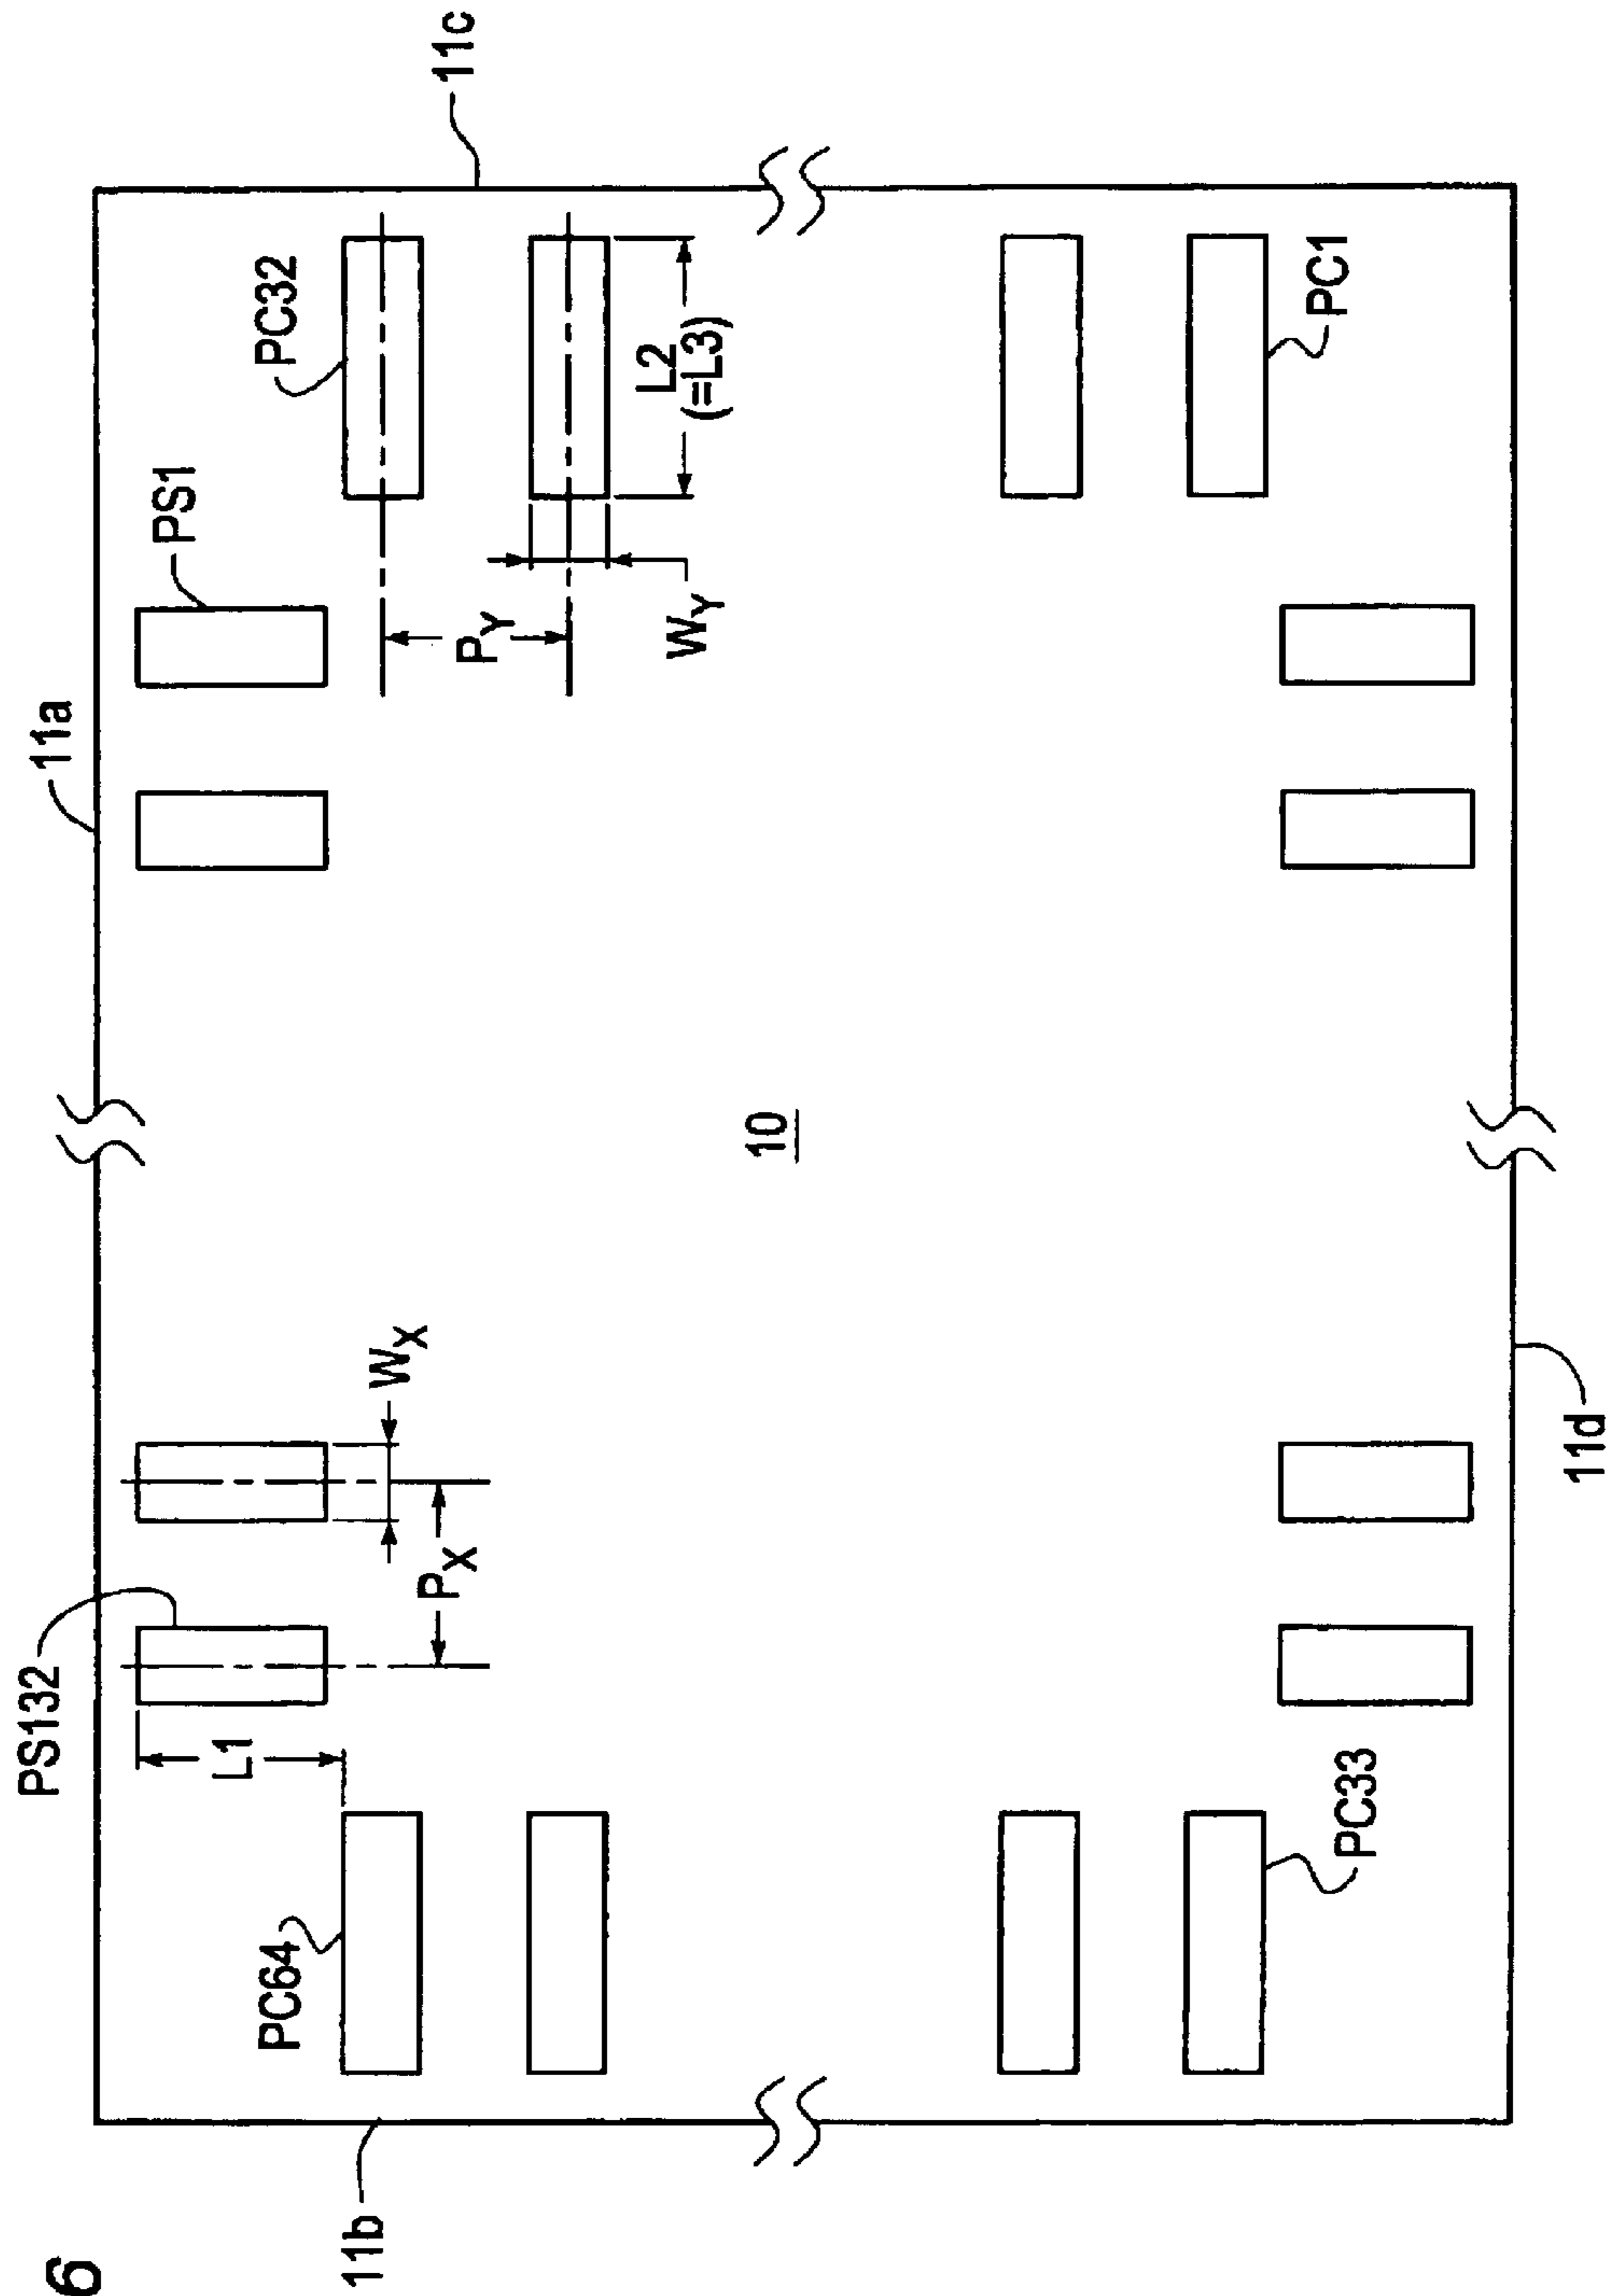 6
11a
11b
11c
11d
PS132
PS1
PC64
PC32
L1
W_X
P_X
P_Y
W_Y
L2
(=L3)
10
PC33
PC1